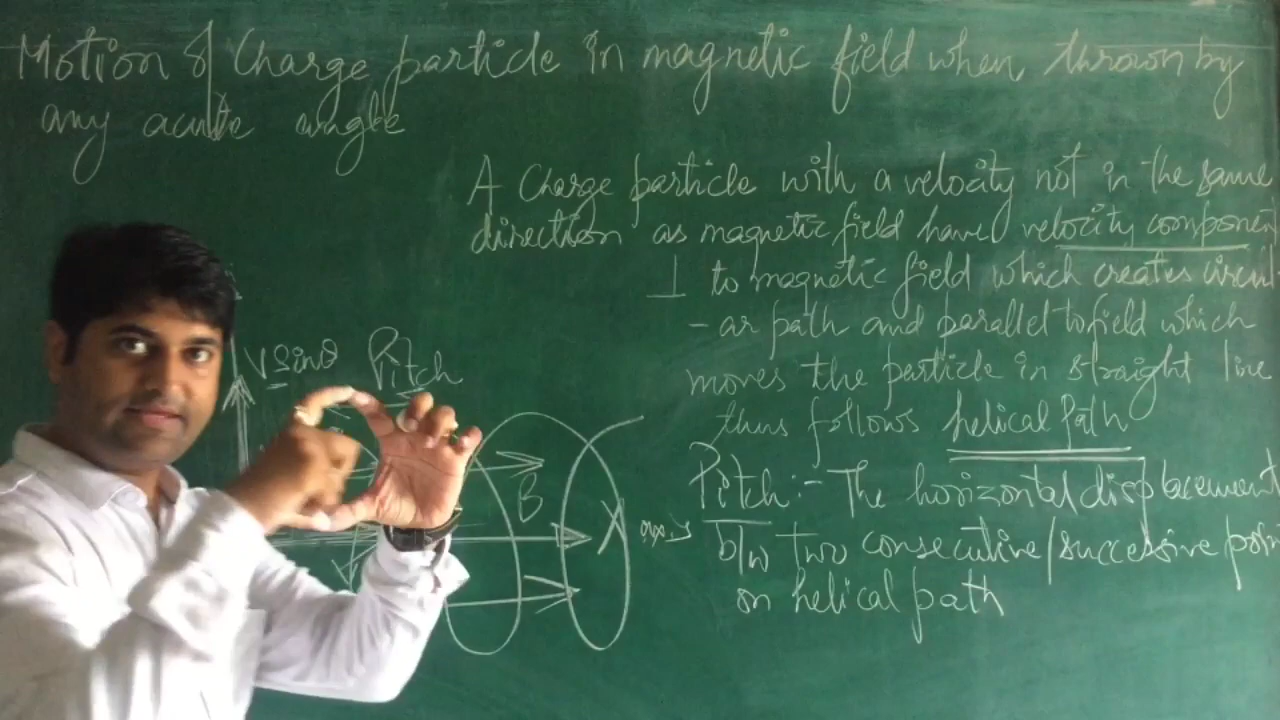 Motion of Charge particle in magnetic field when thrown by
any acute angle
A Charge particle with a velocity not in the same
direction as magnetic field have velocity component
⊥ to magnetic field which creates circul
- ar path and parallel to field which
moves the particle in straight line
thus follows helical path
Vsinθ Pitch
B
X axis
Pitch :- The horizontal displacement
b/w two consecutive/successive poin
on helical path